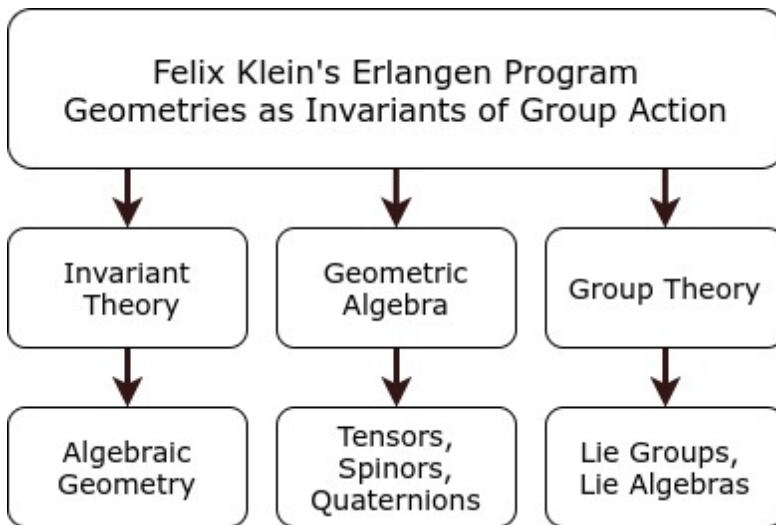 Felix Klein's Erlangen Program
Geometries as Invariants of Group Action
Invariant
Theory
Geometric
Algebra
Group Theory
Algebraic
Geometry
Tensors,
Spinors,
Quaternions
Lie Groups,
Lie Algebras